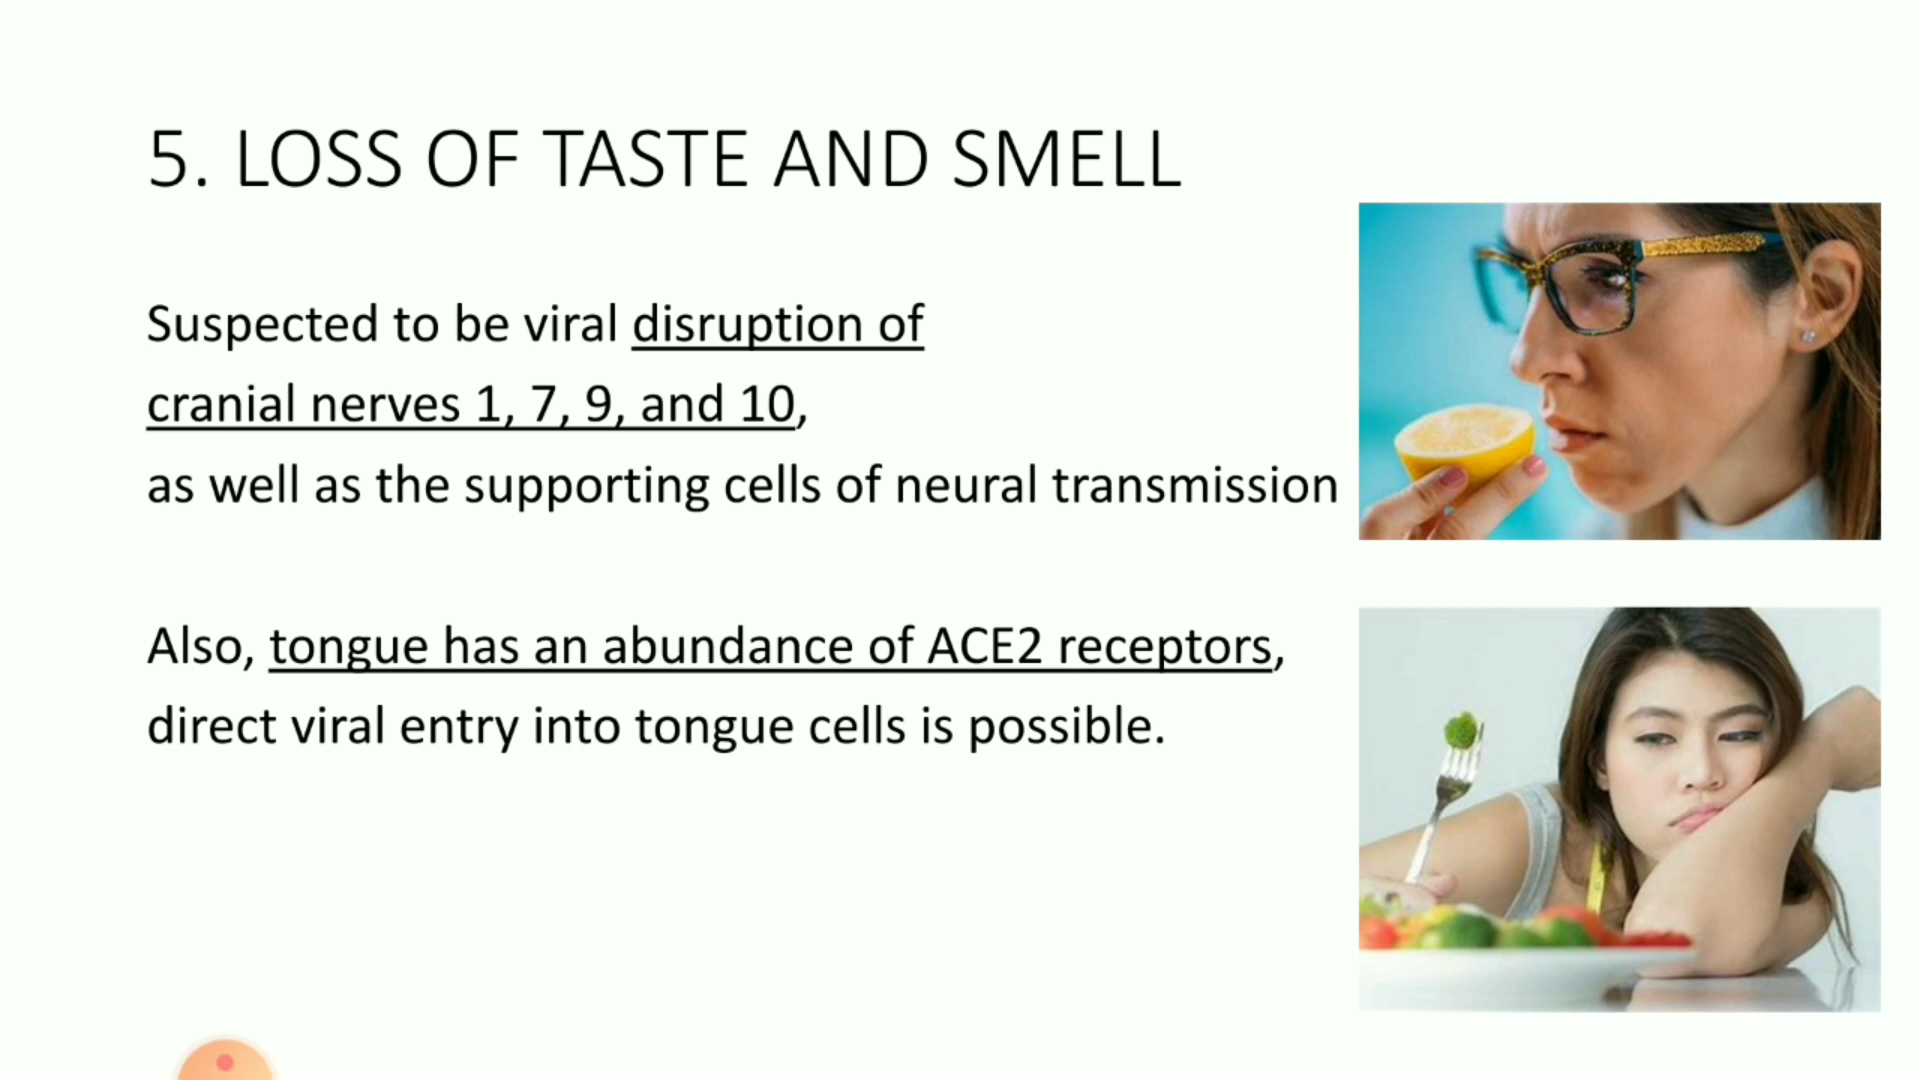 5. LOSS OF TASTE AND SMELL
Suspected to be viral disruption of
cranial nerves 1, 7, 9, and 10,
as well as the supporting cells of neural transmission
Also, tongue has an abundance of ACE2 receptors,
direct viral entry into tongue cells is possible.